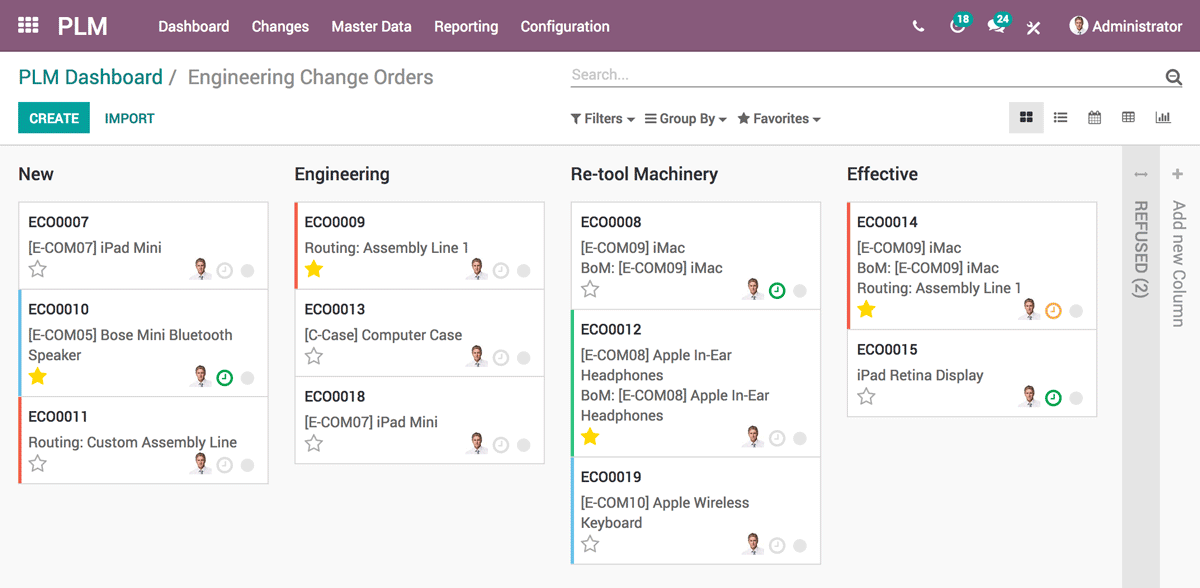 PLM Dashboard Changes Master Data Reporting Configuration 18 24 Administrator
PLM Dashboard / Engineering Change Orders
Search...
CREATE IMPORT
Filters Group By Favorites
New
ECO0007
[E-COM07] iPad Mini
ECO0010
[E-COM05] Bose Mini Bluetooth
Speaker
ECO0011
Routing: Custom Assembly Line
Engineering
ECO0009
Routing: Assembly Line 1
ECO0013
[C-Case] Computer Case
ECO0018
[E-COM07] iPad Mini
Re-tool Machinery
ECO0008
[E-COM09] iMac
BoM: [E-COM09] iMac
ECO0012
[E-COM08] Apple In-Ear
Headphones
BoM: [E-COM08] Apple In-Ear
Headphones
ECO0019
[E-COM10] Apple Wireless
Keyboard
Effective
ECO0014
[E-COM09] iMac
BoM: [E-COM09] iMac
Routing: Assembly Line 1
ECO0015
iPad Retina Display
REFUSED (2)
Add new Column